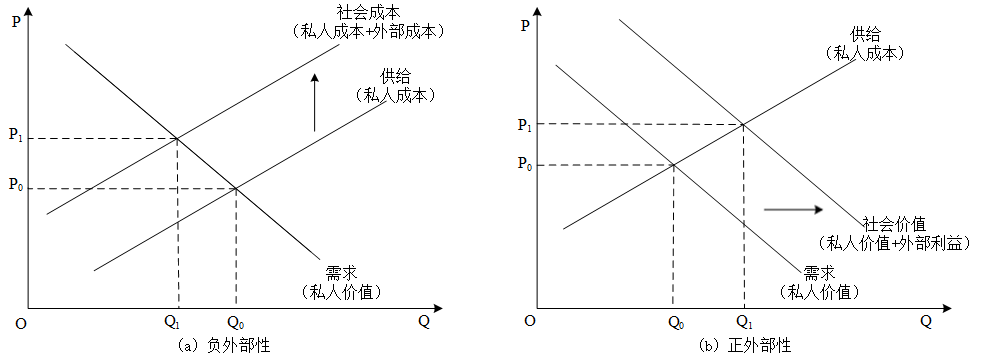 P
社会成本
（私人成本+外部成本）
供给
（私人成本）
P₁
P₀
需求
（私人价值）
O
Q₁
Q₀
Q
（a）负外部性
P
供给
（私人成本）
P₁
P₀
社会价值
（私人价值+外部利益）
需求
（私人价值）
O
Q₀
Q₁
Q
（b）正外部性